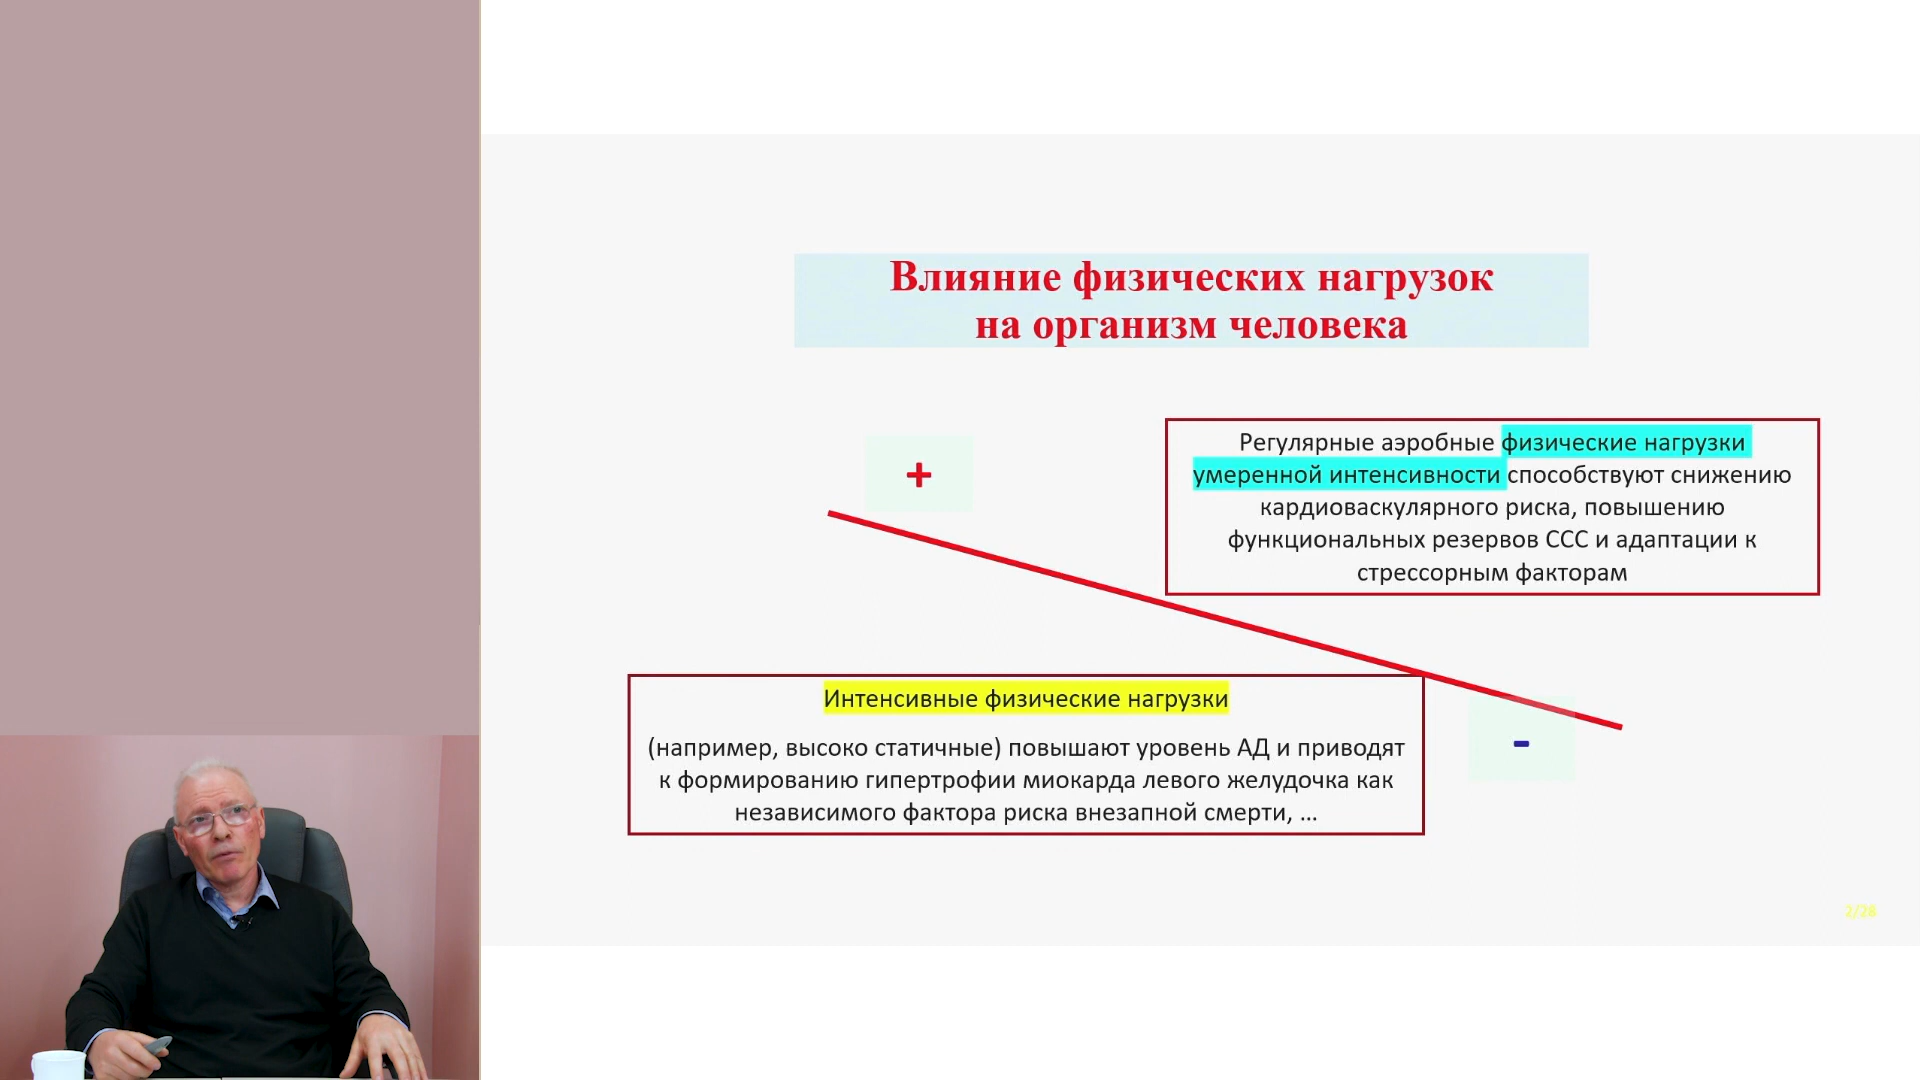 Влияние физических нагрузок
на организм человека
+
Регулярные аэробные физические нагрузки
умеренной интенсивности способствуют снижению
кардиоваскулярного риска, повышению
функциональных резервов ССС и адаптации к
стрессорным факторам
Интенсивные физические нагрузки
(например, высоко статичные) повышают уровень АД и приводят
к формированию гипертрофии миокарда левого желудочка как
независимого фактора риска внезапной смерти, ...
-
2/28